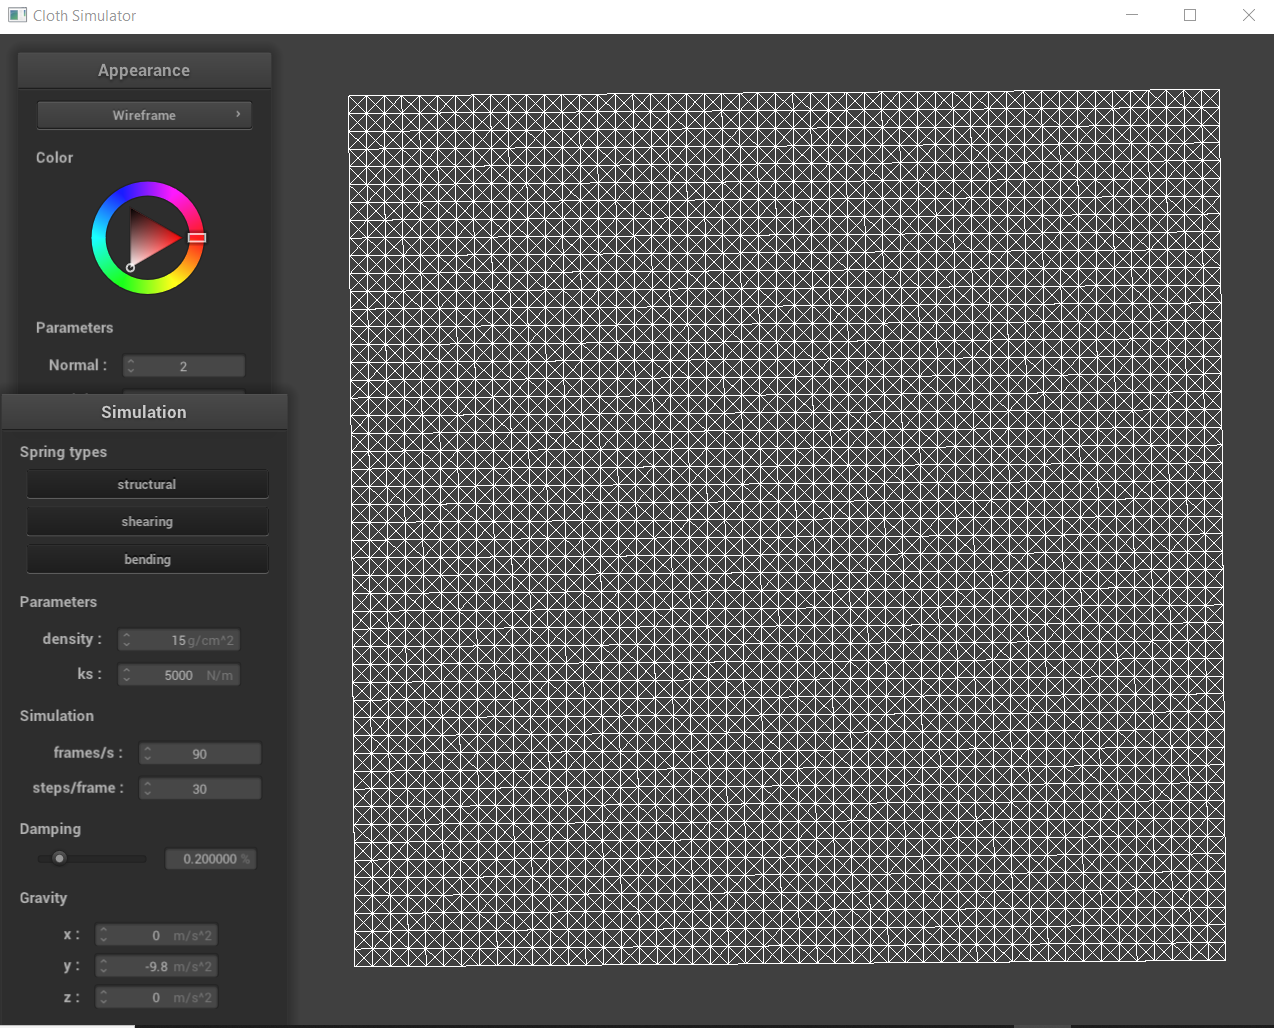 Cloth Simulator
Appearance
Wireframe
Color
Parameters
Normal : 2
Simulation
Spring types
structural
shearing
bending
Parameters
density : 15 g/cm^2
ks : 5000 N/m
Simulation
frames/s : 90
steps/frame : 30
Damping
0.200000 %
Gravity
x : 0 m/s^2
y : -9.8 m/s^2
z : 0 m/s^2